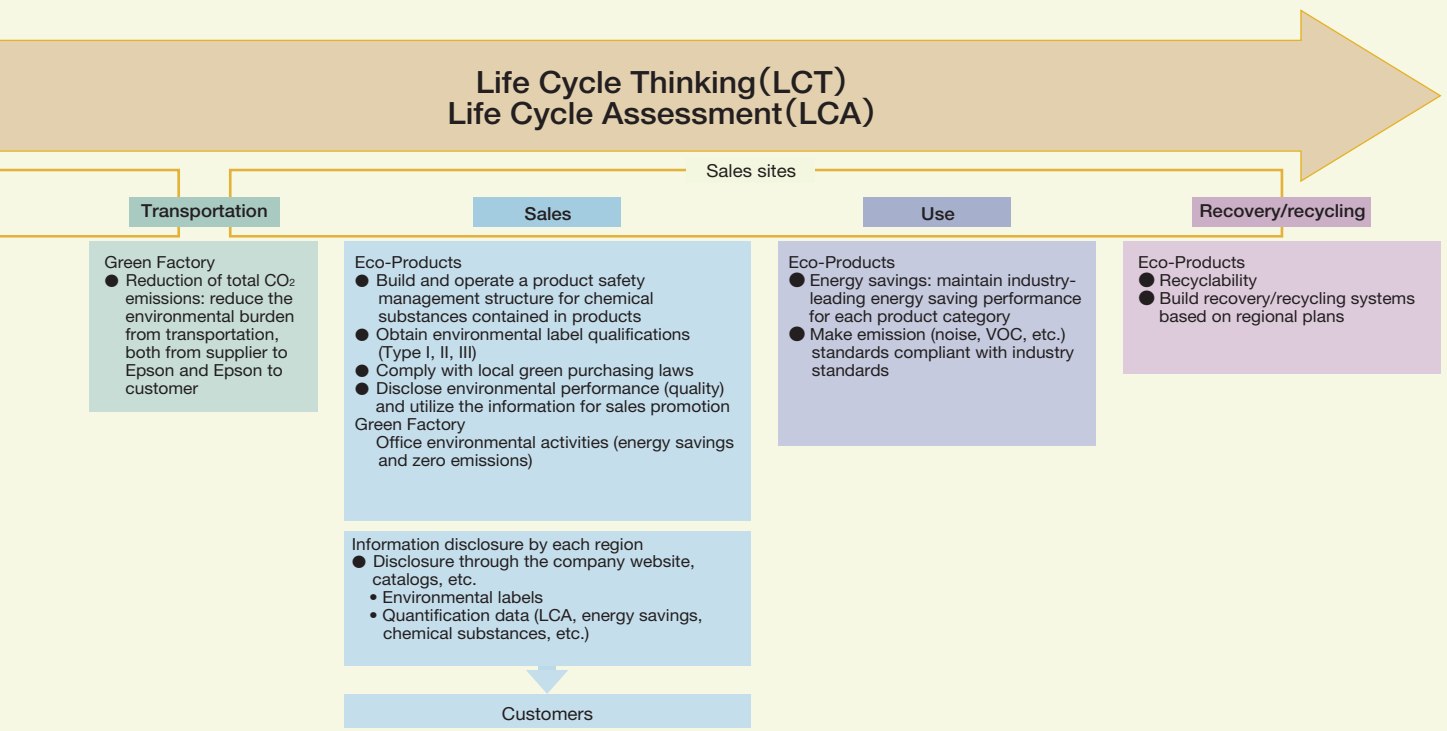 Life Cycle Thinking(LCT)
Life Cycle Assessment(LCA)
Sales sites
Transportation
Green Factory
● Reduction of total CO₂
emissions: reduce the
environmental burden
from transportation,
both from supplier to
Epson and Epson to
customer
Sales
Eco-Products
● Build and operate a product safety
management structure for chemical
substances contained in products
● Obtain environmental label qualifications
(Type I, II, III)
● Comply with local green purchasing laws
● Disclose environmental performance (quality)
and utilize the information for sales promotion
Green Factory
Office environmental activities (energy savings
and zero emissions)
Information disclosure by each region
● Disclosure through the company website,
catalogs, etc.
• Environmental labels
• Quantification data (LCA, energy savings,
chemical substances, etc.)
Customers
Use
Eco-Products
● Energy savings: maintain industry-
leading energy saving performance
for each product category
● Make emission (noise, VOC, etc.)
standards compliant with industry
standards
Recovery/recycling
Eco-Products
● Recyclability
● Build recovery/recycling systems
based on regional plans